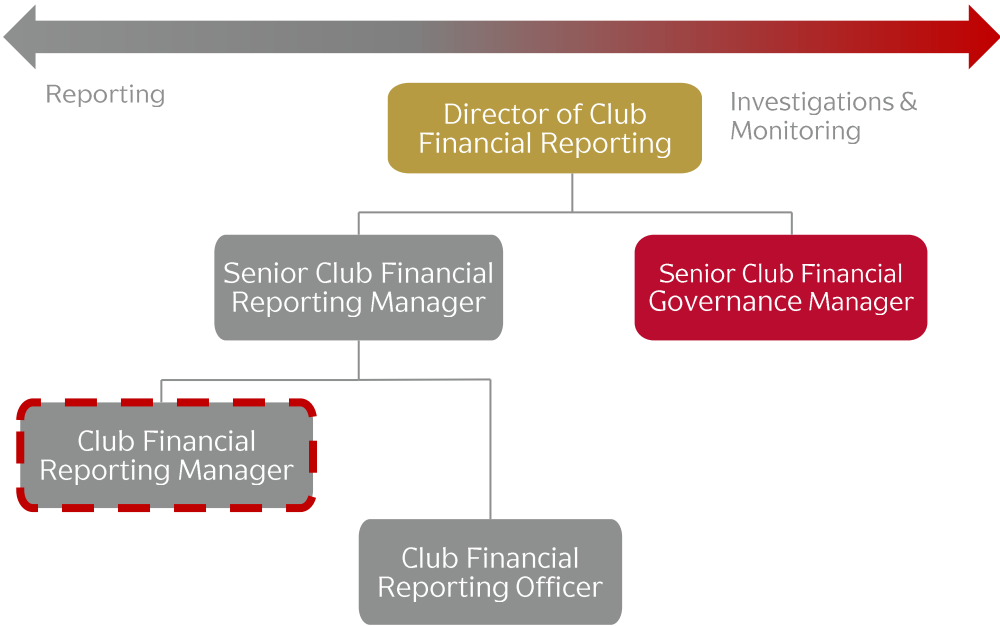 Reporting
Director of Club
Financial Reporting
Investigations &
Monitoring
Senior Club Financial
Reporting Manager
Senior Club Financial
Governance Manager
Club Financial
Reporting Manager
Club Financial
Reporting Officer